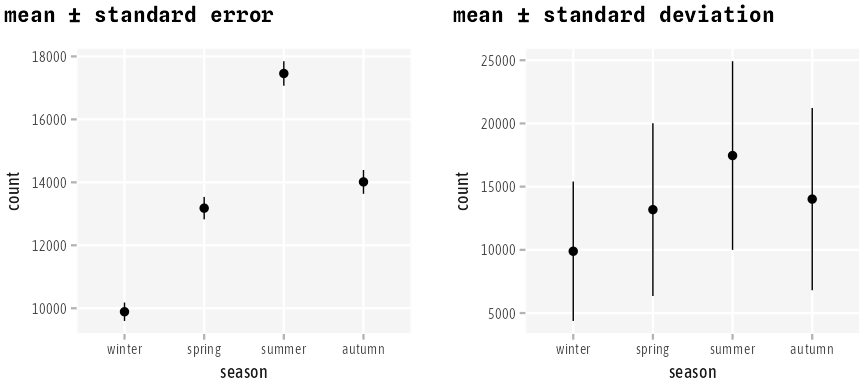 mean ± standard error
18000
16000
14000
12000
10000
count
winter spring summer autumn
season
mean ± standard deviation
25000
20000
15000
10000
5000
count
winter spring summer autumn
season